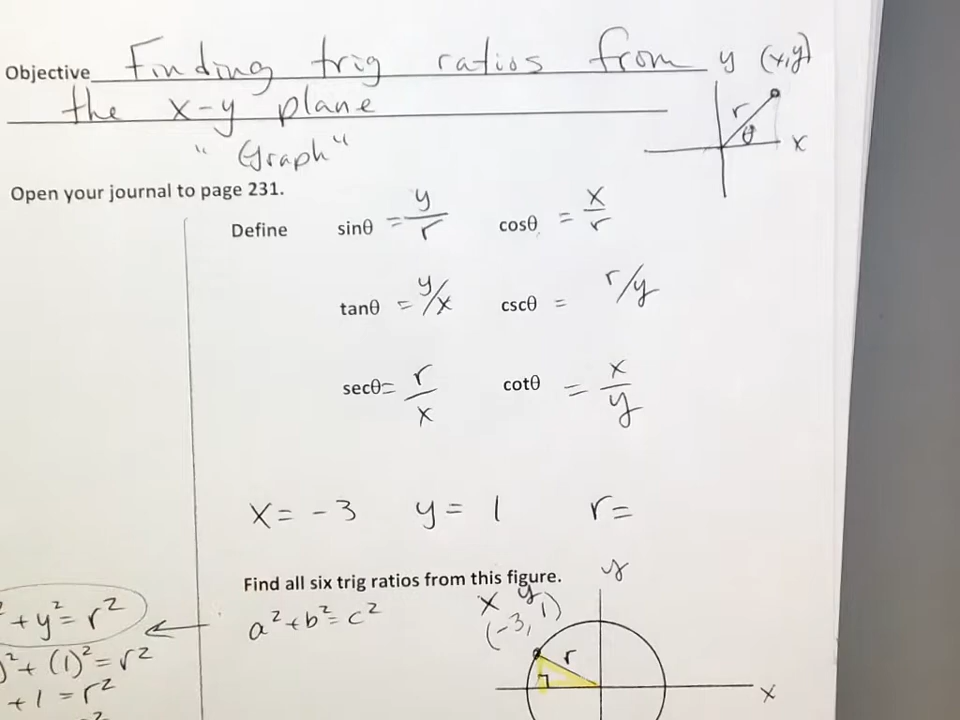 Objective Finding trig ratios from
the x-y plane
"Graph"
y (x,y)
r
θ
x
Open your journal to page 231.
Define sinθ = y/r cosθ = x/r
tanθ = y/x cscθ = r/y
secθ= r/x cotθ = x/y
x = -3 y = 1 r =
Find all six trig ratios from this figure.
a²+b²=c²
+y²=r²
²+(1)²=r²
+1=r²
y
x y
(-3, 1)
r
x